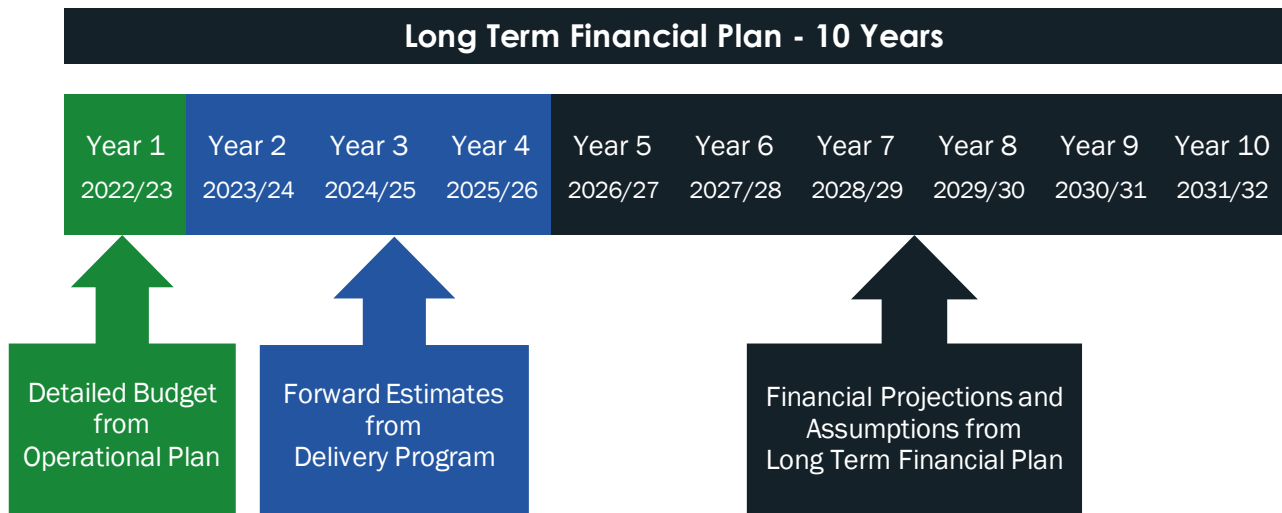 Long Term Financial Plan - 10 Years
Year 1 Year 2 Year 3 Year 4 Year 5 Year 6 Year 7 Year 8 Year 9 Year 10
2022/23 2023/24 2024/25 2025/26 2026/27 2027/28 2028/29 2029/30 2030/31 2031/32
Detailed Budget
from
Operational Plan
Forward Estimates
from
Delivery Program
Financial Projections and
Assumptions from
Long Term Financial Plan